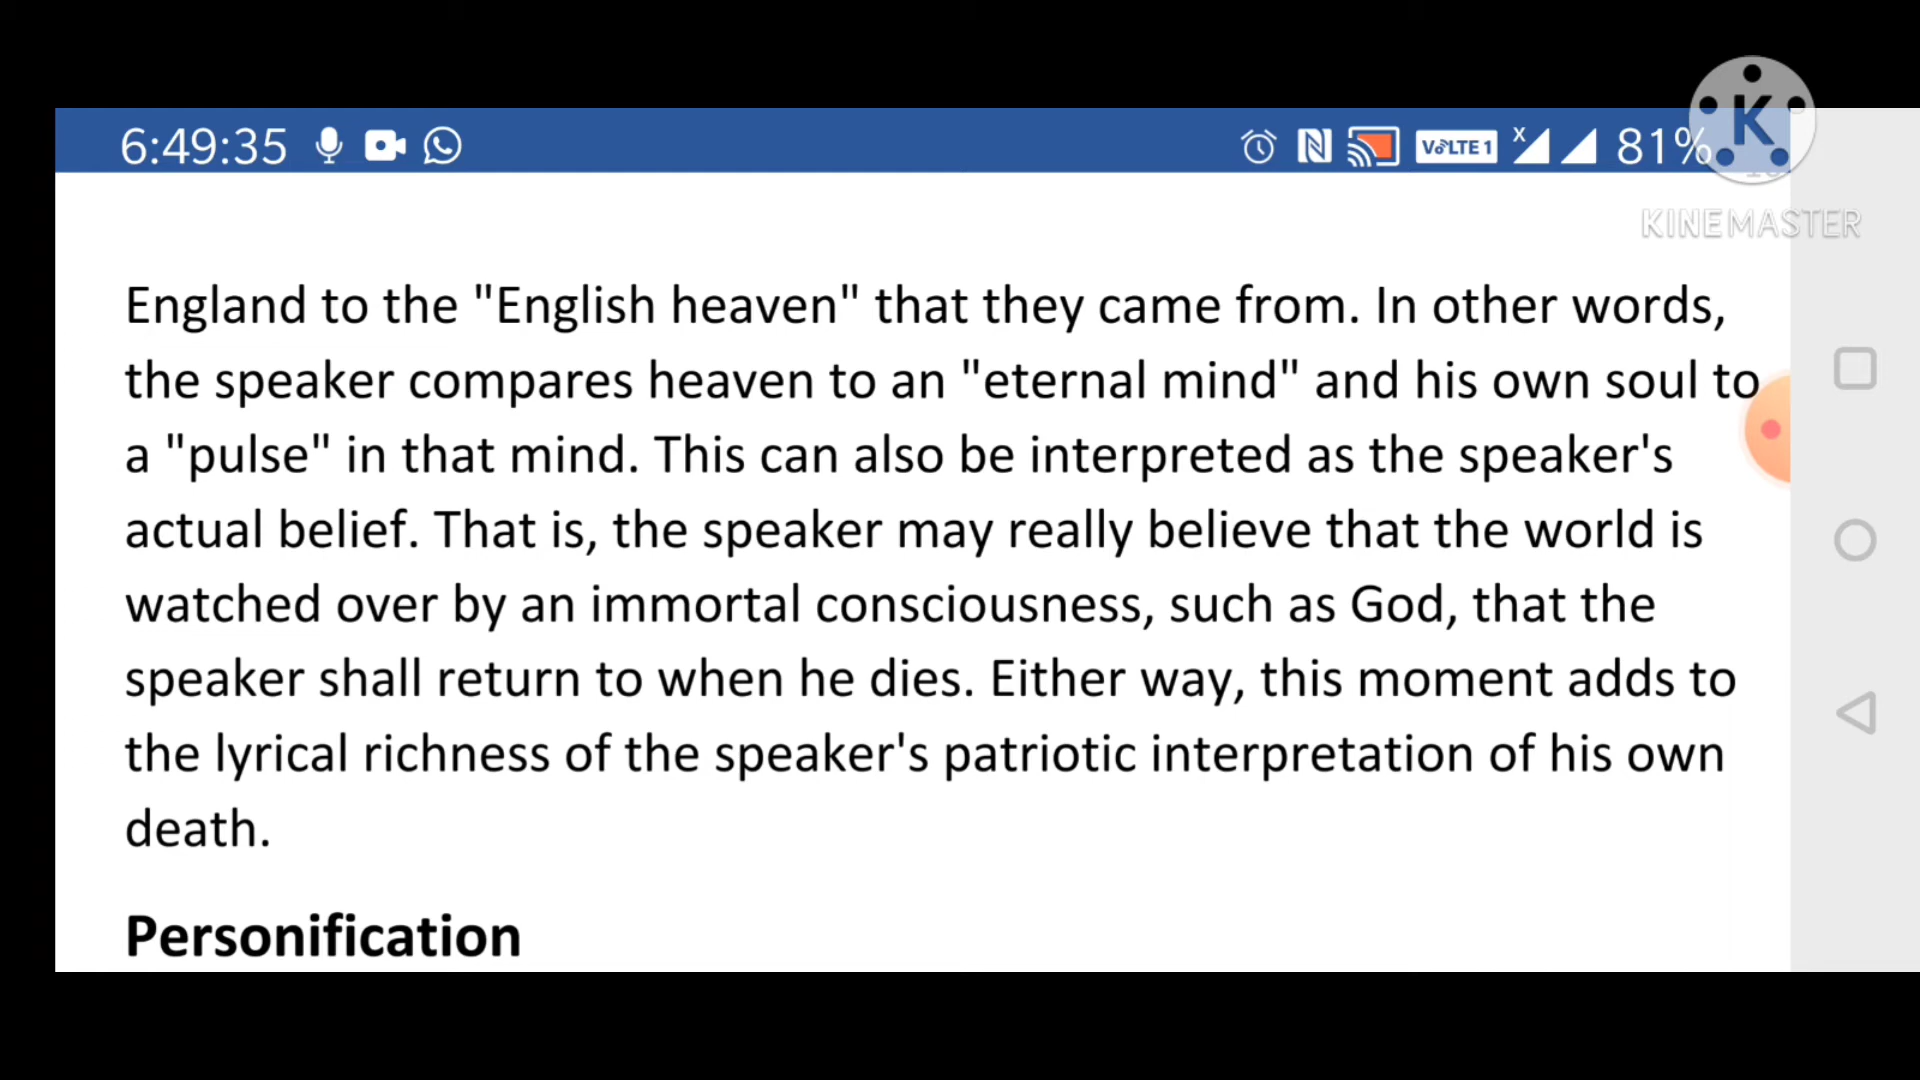 6:49:35 VoLTE 1 x 81%
K
KINEMASTER
England to the "English heaven" that they came from. In other words,
the speaker compares heaven to an "eternal mind" and his own soul to
a "pulse" in that mind. This can also be interpreted as the speaker's
actual belief. That is, the speaker may really believe that the world is
watched over by an immortal consciousness, such as God, that the
speaker shall return to when he dies. Either way, this moment adds to
the lyrical richness of the speaker's patriotic interpretation of his own
death.
Personification